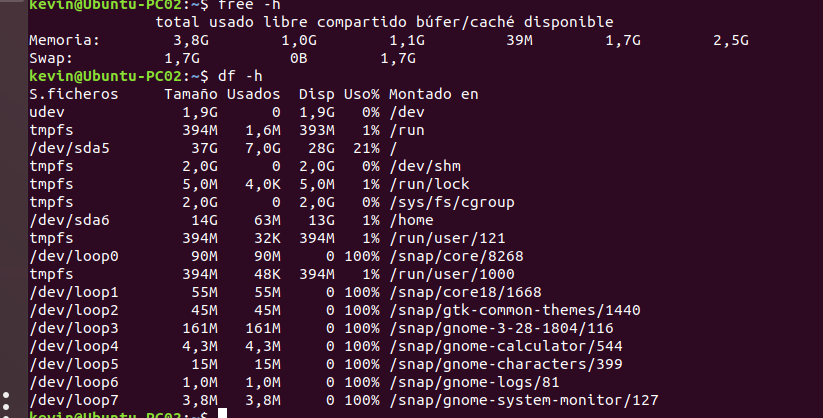 kevin@Ubuntu-PC02:~$ free -h
total usado libre compartido búfer/caché disponible
Memoria: 3,8G 1,0G 1,1G 39M 1,7G 2,5G
Swap: 1,7G 0B 1,7G
kevin@Ubuntu-PC02:~$ df -h
S.ficheros Tamaño Usados Disp Uso% Montado en
udev 1,9G 0 1,9G 0% /dev
tmpfs 394M 1,6M 393M 1% /run
/dev/sda5 37G 7,0G 28G 21% /
tmpfs 2,0G 0 2,0G 0% /dev/shm
tmpfs 5,0M 4,0K 5,0M 1% /run/lock
tmpfs 2,0G 0 2,0G 0% /sys/fs/cgroup
/dev/sda6 14G 63M 13G 1% /home
tmpfs 394M 32K 394M 1% /run/user/121
/dev/loop0 90M 90M 0 100% /snap/core/8268
tmpfs 394M 48K 394M 1% /run/user/1000
/dev/loop1 55M 55M 0 100% /snap/core18/1668
/dev/loop2 45M 45M 0 100% /snap/gtk-common-themes/1440
/dev/loop3 161M 161M 0 100% /snap/gnome-3-28-1804/116
/dev/loop4 4,3M 4,3M 0 100% /snap/gnome-calculator/544
/dev/loop5 15M 15M 0 100% /snap/gnome-characters/399
/dev/loop6 1,0M 1,0M 0 100% /snap/gnome-logs/81
/dev/loop7 3,8M 3,8M 0 100% /snap/gnome-system-monitor/127
kevin@Ubuntu-PC02:~$